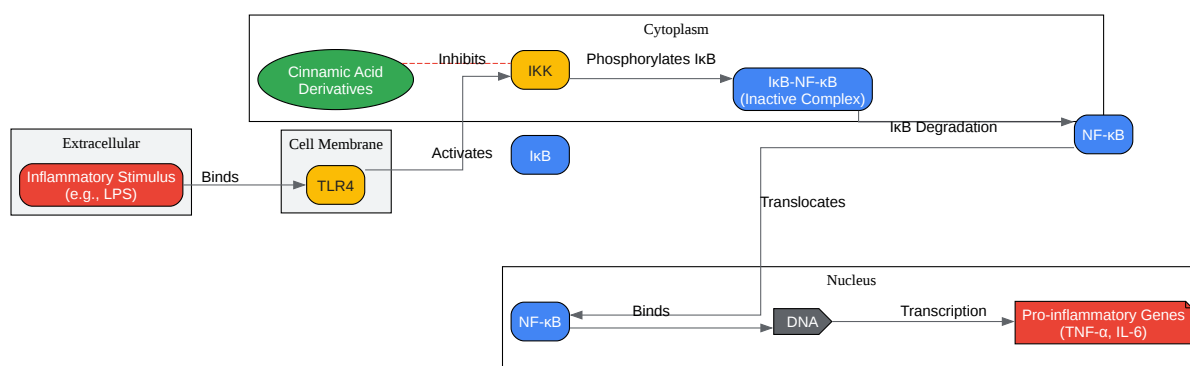 Cytoplasm
Cinnamic Acid
Derivatives
Inhibits
IKK
Phosphorylates IκB
IκB-NF-κB
(Inactive Complex)
IκB Degradation
NF-κB
Extracellular
Inflammatory Stimulus
(e.g., LPS)
Binds
Cell Membrane
TLR4
Activates
IκB
Translocates
Nucleus
NF-κB
Binds
DNA
Transcription
Pro-inflammatory Genes
(TNF-α, IL-6)